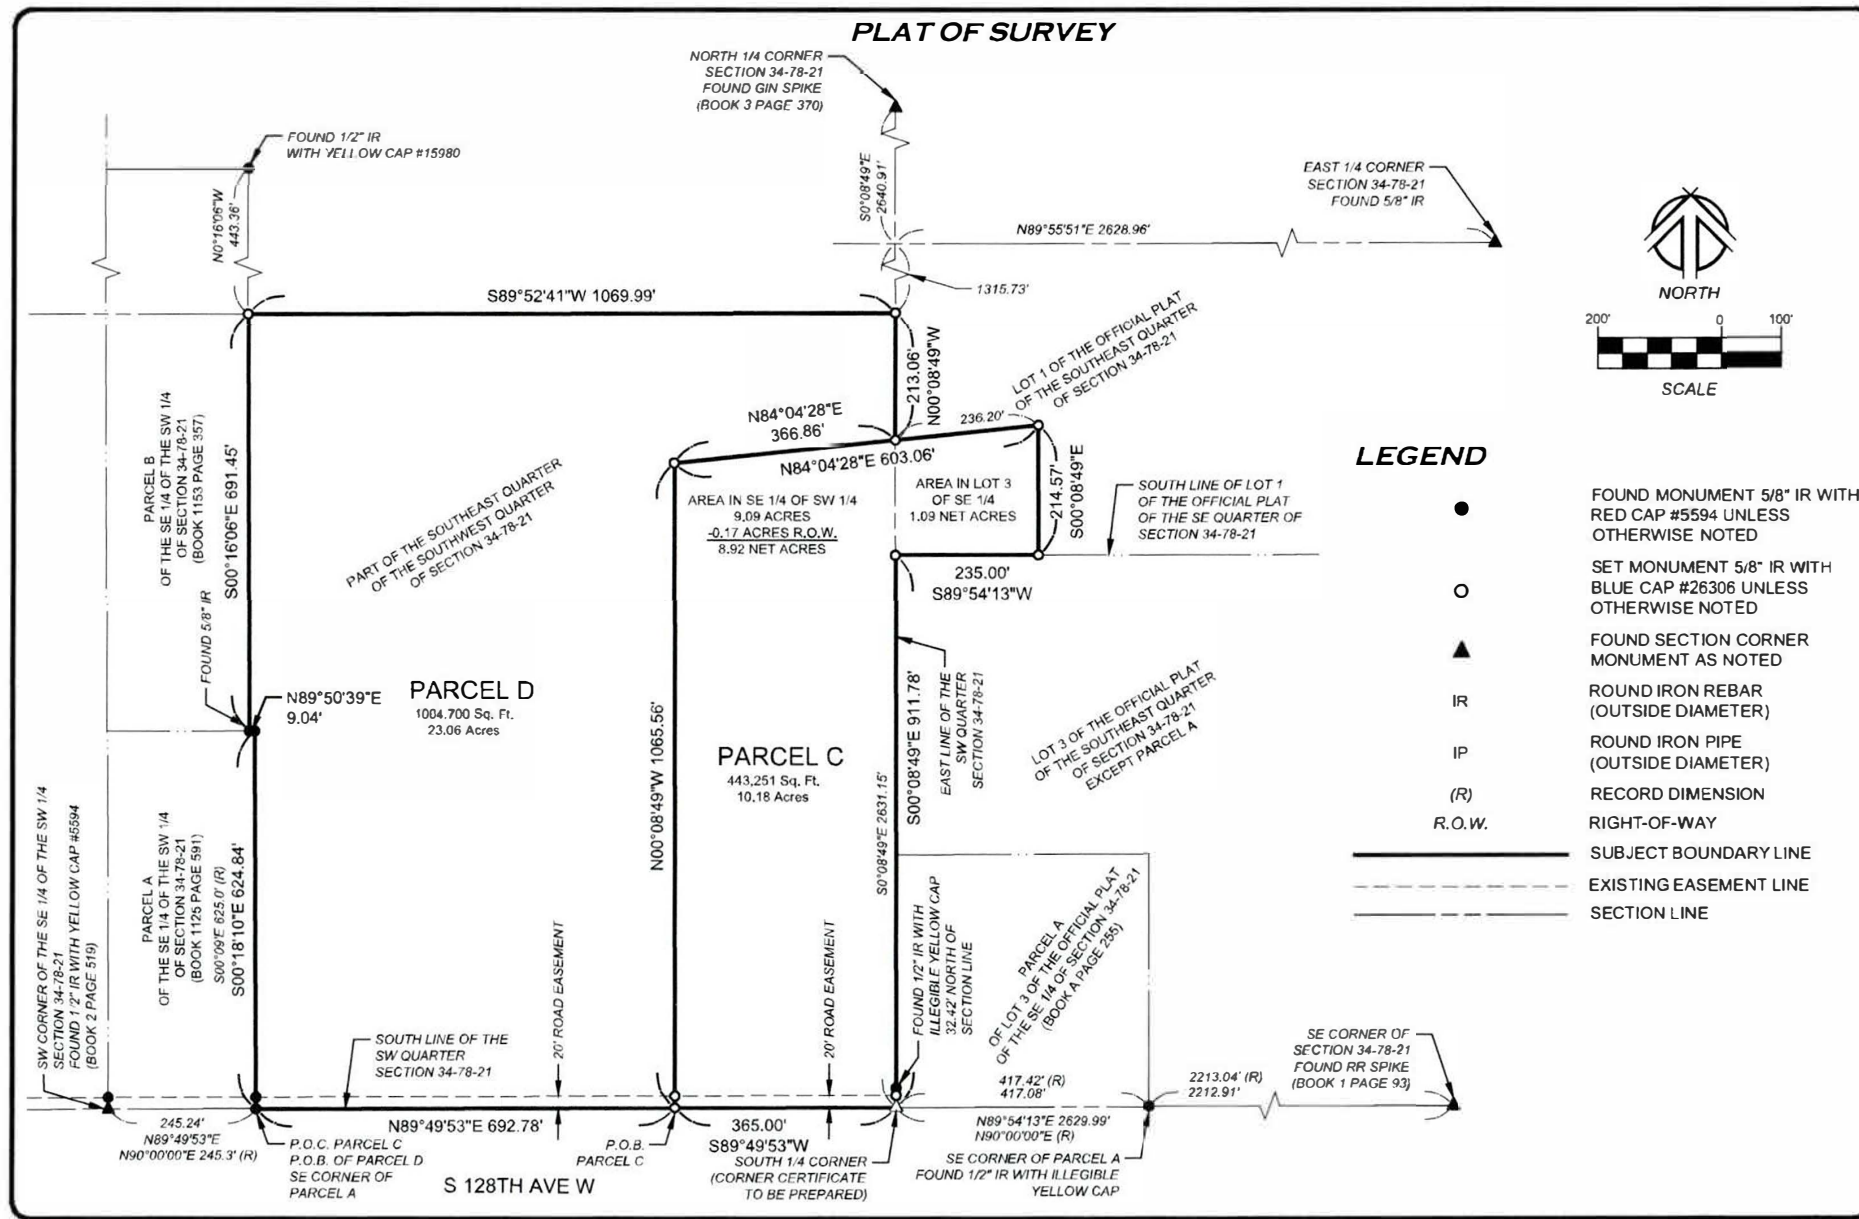 PLAT OF SURVEY
NORTH 1/4 CORNER
SECTION 34-78-21
FOUND GIN SPIKE
(BOOK 3 PAGE 370)
FOUND 1/2" IR
WITH YELLOW CAP #15980
N0°16'06"W
443.36'
S0°08'49"E
2640.91'
EAST 1/4 CORNER
SECTION 34-78-21
FOUND 5/8" IR
N89°55'51"E 2628.96'
1315.73'
NORTH
200'
0
100'
SCALE
S89°52'41"W 1069.99'
213.06'
N00°08'49"W
LOT 1 OF THE OFFICIAL PLAT
OF THE SOUTHEAST QUARTER
OF SECTION 34-78-21
N84°04'28"E
366.86'
236.20'
N84°04'28"E 603.06'
PARCEL B
OF THE SE 1/4 OF THE SW 1/4
OF SECTION 34-78-21
(BOOK 1153 PAGE 357)
S00°16'06"E 691.45'
PART OF THE SOUTHEAST QUARTER
OF THE SOUTHWEST QUARTER
OF SECTION 34-78-21
AREA IN SE 1/4 OF SW 1/4
9.09 ACRES
-0.17 ACRES R.O.W.
8.92 NET ACRES
AREA IN LOT 3
OF SE 1/4
1.09 NET ACRES
214.57'
S00°08'49"E
SOUTH LINE OF LOT 1
OF THE OFFICIAL PLAT
OF THE SE QUARTER OF
SECTION 34-78-21
235.00'
S89°54'13"W
FOUND 5/8" IR
N89°50'39"E
9.04'
PARCEL D
1004.700 Sq. Ft.
23.06 Acres
N00°08'49"W 1065.56'
PARCEL C
443,251 Sq. Ft.
10.18 Acres
S0°08'49"E 2631.15'
S00°08'49"E 911.78'
EAST LINE OF THE
SW QUARTER
SECTION 34-78-21
LOT 3 OF THE OFFICIAL PLAT
OF THE SOUTHEAST QUARTER
OF SECTION 34-78-21
EXCEPT PARCEL A
SW CORNER OF THE SE 1/4 OF THE SW 1/4
SECTION 34-78-21
FOUND 1'2" IR WITH YELLOW CAP #5594
(BOOK 2 PAGE 519)
PARCEL A
OF THE SE 1/4 OF THE SW 1/4
OF SECTION 34-78-21
(BOOK 1125 PAGE 591)
S00°09'E 625.0' (R)
S00°18'10"E 624.84'
SOUTH LINE OF THE
SW QUARTER
SECTION 34-78-21
20' ROAD EASEMENT
20' ROAD EASEMENT
FOUND 1/2" IR WITH
ILLEGIBLE YELLOW CAP
32.42' NORTH OF
SECTION LINE
PARCEL A
OF LOT 3 OF THE OFFICIAL PLAT
OF THE SE 1/4 OF SECTION 34-78-21
(BOOK A PAGE 255)
SE CORNER OF
SECTION 34-78-21
FOUND RR SPIKE
(BOOK 1 PAGE 93)
417.42' (R)
417.08'
2213.04' (R)
2212.91'
245.24'
N89°49'53"E
N90°00'00"E 245.3' (R)
N89°49'53"E 692.78'
365.00'
S89°49'53"W
N89°54'13"E 2629.99'
N90°00'00"E (R)
P.O.C. PARCEL C
P.O.B. OF PARCEL D
SE CORNER OF
PARCEL A
P.O.B.
PARCEL C
SOUTH 1/4 CORNER
(CORNER CERTIFICATE
TO BE PREPARED)
SE CORNER OF PARCEL A
FOUND 1/2" IR WITH ILLEGIBLE
YELLOW CAP
S 128TH AVE W
LEGEND
FOUND MONUMENT 5/8" IR WITH
RED CAP #5594 UNLESS
OTHERWISE NOTED
SET MONUMENT 5/8" IR WITH
BLUE CAP #26306 UNLESS
OTHERWISE NOTED
FOUND SECTION CORNER
MONUMENT AS NOTED
IR
ROUND IRON REBAR
(OUTSIDE DIAMETER)
IP
ROUND IRON PIPE
(OUTSIDE DIAMETER)
(R)
RECORD DIMENSION
R.O.W.
RIGHT-OF-WAY
SUBJECT BOUNDARY LINE
EXISTING EASEMENT LINE
SECTION LINE